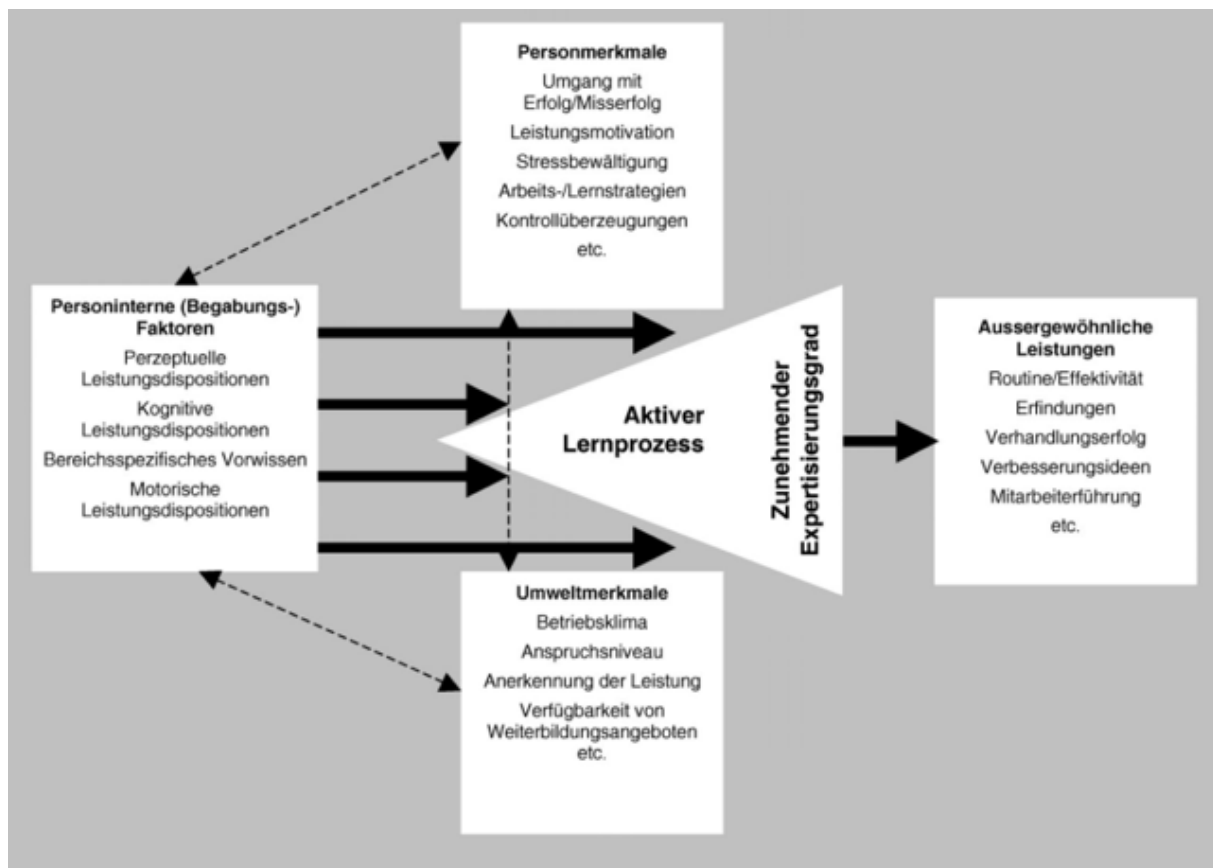 Personmerkmale
Umgang mit
Erfolg/Misserfolg
Leistungsmotivation
Stressbewältigung
Arbeits-/Lernstrategien
Kontrollüberzeugungen
etc.
Personinterne (Begabungs-)
Faktoren
Perzeptuelle
Leistungsdispositionen
Kognitive
Leistungsdispositionen
Bereichsspezifisches Vorwissen
Motorische
Leistungsdispositionen
Aktiver
Lernprozess
Zunehmender
Expertisierungsgrad
Aussergewöhnliche
Leistungen
Routine/Effektivität
Erfindungen
Verhandlungserfolg
Verbesserungsideen
Mitarbeiterführung
etc.
Umweltmerkmale
Betriebsklima
Anspruchsniveau
Anerkennung der Leistung
Verfügbarkeit von
Weiterbildungsangeboten
etc.